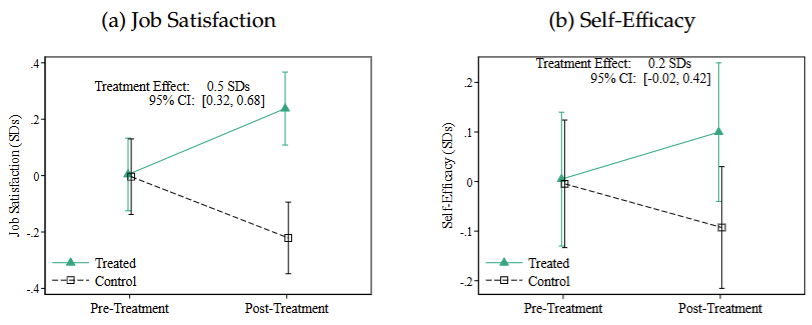 (a) Job Satisfaction
Treatment Effect: 0.5 SDs
95% CI: [0.32, 0.68]
Job Satisfaction (SDs)
.4
.2
0
-.2
-.4
Treated
Control
Pre-Treatment
Post-Treatment
(b) Self-Efficacy
Treatment Effect: 0.2 SDs
95% CI: [-0.02, 0.42]
Self-Efficacy (SDs)
.2
.1
0
-.1
-.2
Treated
Control
Pre-Treatment
Post-Treatment